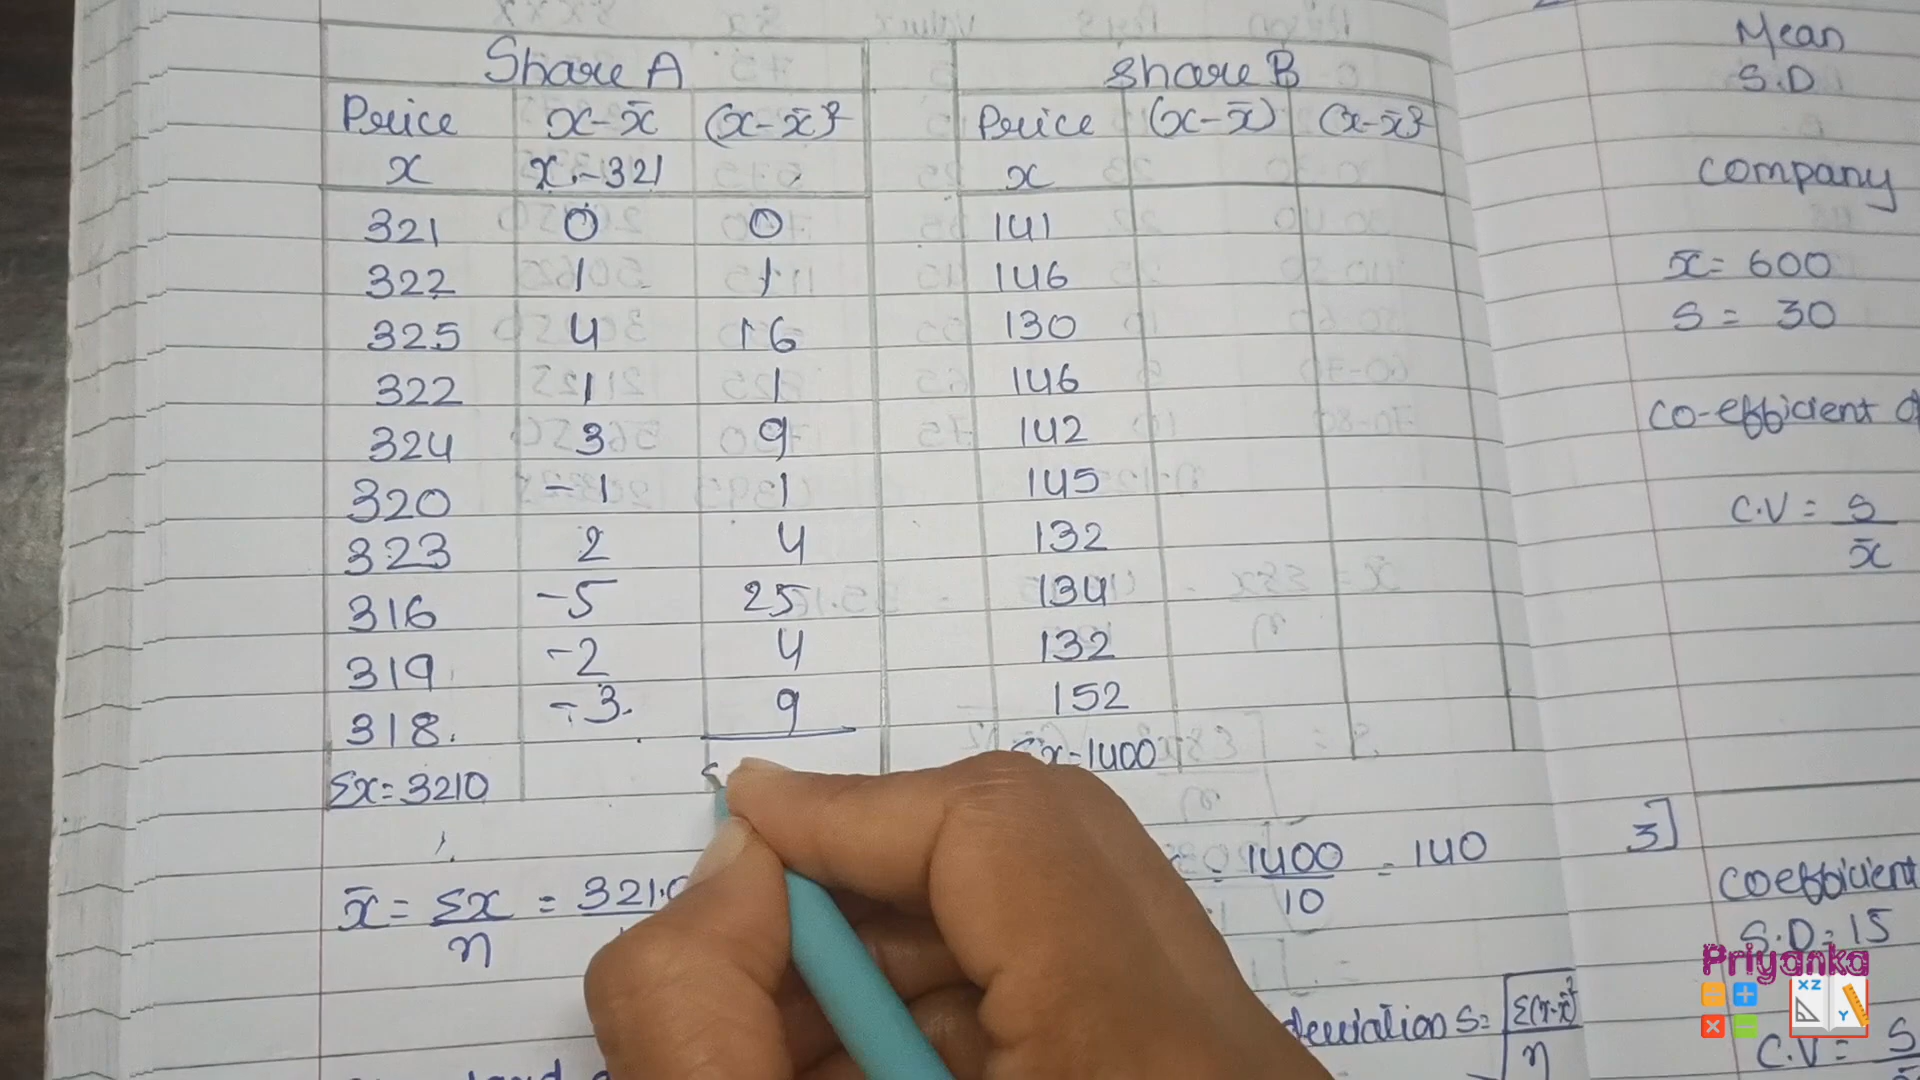 Share A Share B
Price x-x̄ (x-x̄)² Price (x-x̄) (x-x̄)²
x x-321 x
321 0 0 141
322 1 1 146
325 4 16 130
322 1 1 146
324 3 9 142
320 -1 1 145
323 2 4 132
316 -5 25 134
319 -2 4 132
318 -3 9 152
Σx=3210 Σx=1400
x̄ = Σx/n = 321 1400/10 = 140
deviation S= √Σ(x-x̄)²/n
Mean
S.D
Company
x̄= 600
S = 30
Co-efficient
C.V = S/x̄
3]
Coefficient
S.D=15
C.V = S
Priyanka
XZ
Y